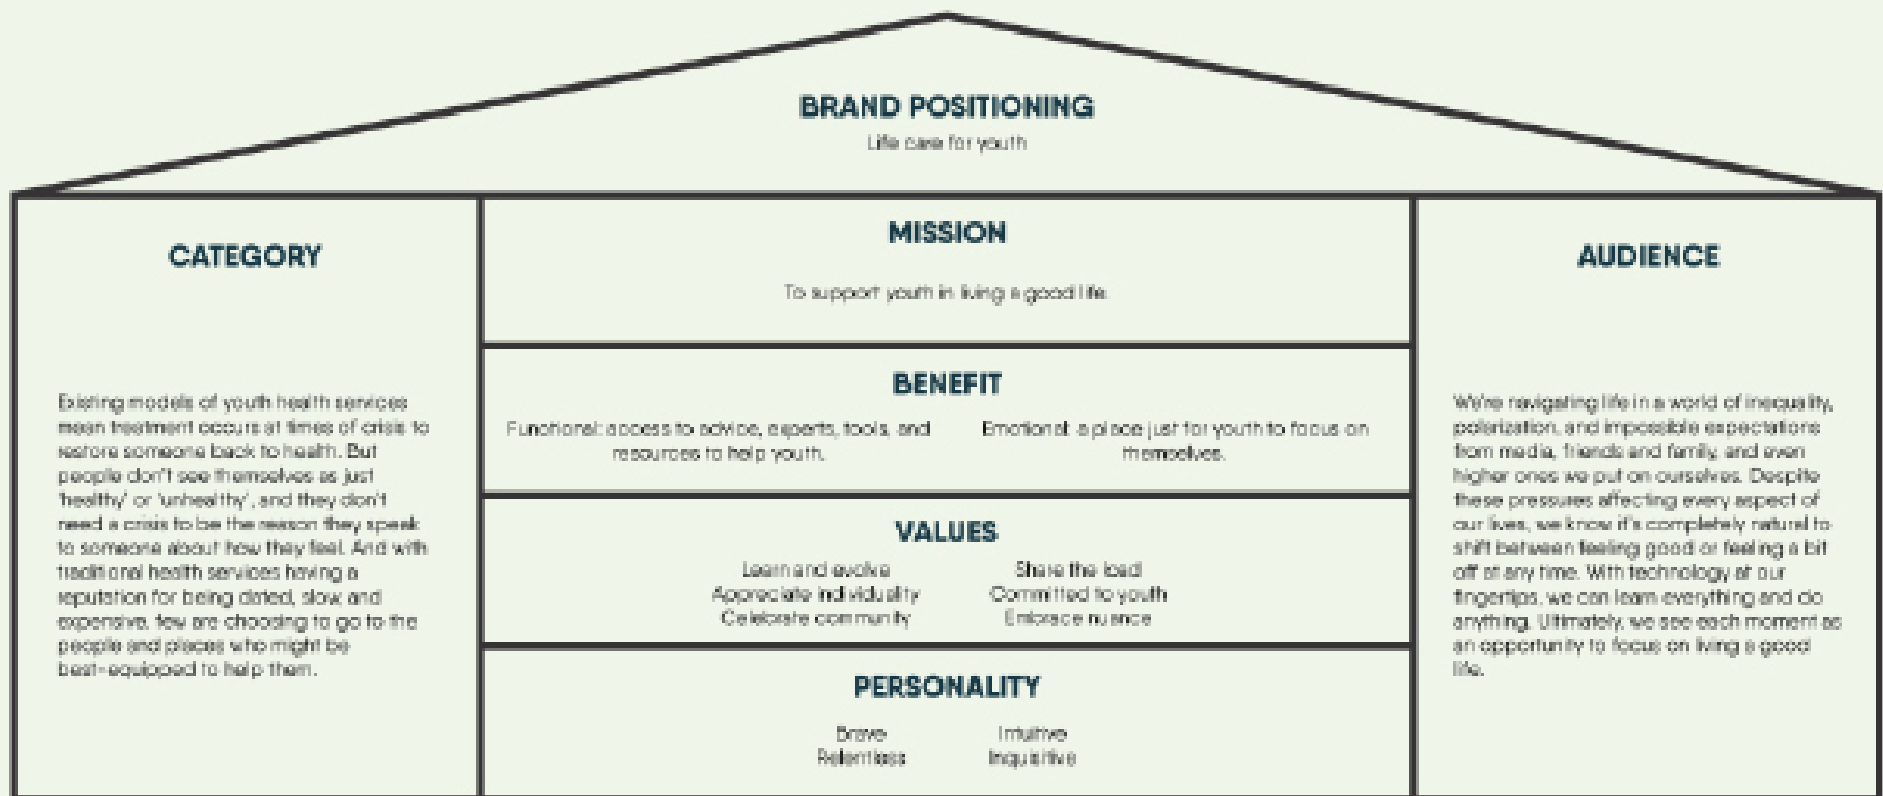 BRAND POSITIONING
Life care for youth
CATEGORY
Existing models of youth health services
mean treatment occurs at times of crisis to
restore someone back to health. But
people don't see themselves as just
'healthy' or 'unhealthy', and they don't
need a crisis to be the reason they speak
to someone about how they feel. And with
traditional health services having a
reputation for being dated, slow, and
expensive, few are choosing to go to the
people and places who might be
best-equipped to help them.
MISSION
To support youth in living a good life.
BENEFIT
Functional: access to advice, experts, tools, and
resources to help youth.
Emotional: a place just for youth to focus on
themselves.
VALUES
Learn and evolve
Appreciate individuality
Celebrate community
Share the load
Committed to youth
Embrace nuance
PERSONALITY
Brave
Relentless
Intuitive
Inquisitive
AUDIENCE
We're navigating life in a world of inequality,
polarization, and impossible expectations
from media, friends and family, and even
higher ones we put on ourselves. Despite
these pressures affecting every aspect of
our lives, we know it's completely natural to
shift between feeling good or feeling a bit
off at any time. With technology at our
fingertips, we can learn everything and do
anything. Ultimately, we see each moment as
an opportunity to focus on living a good
life.